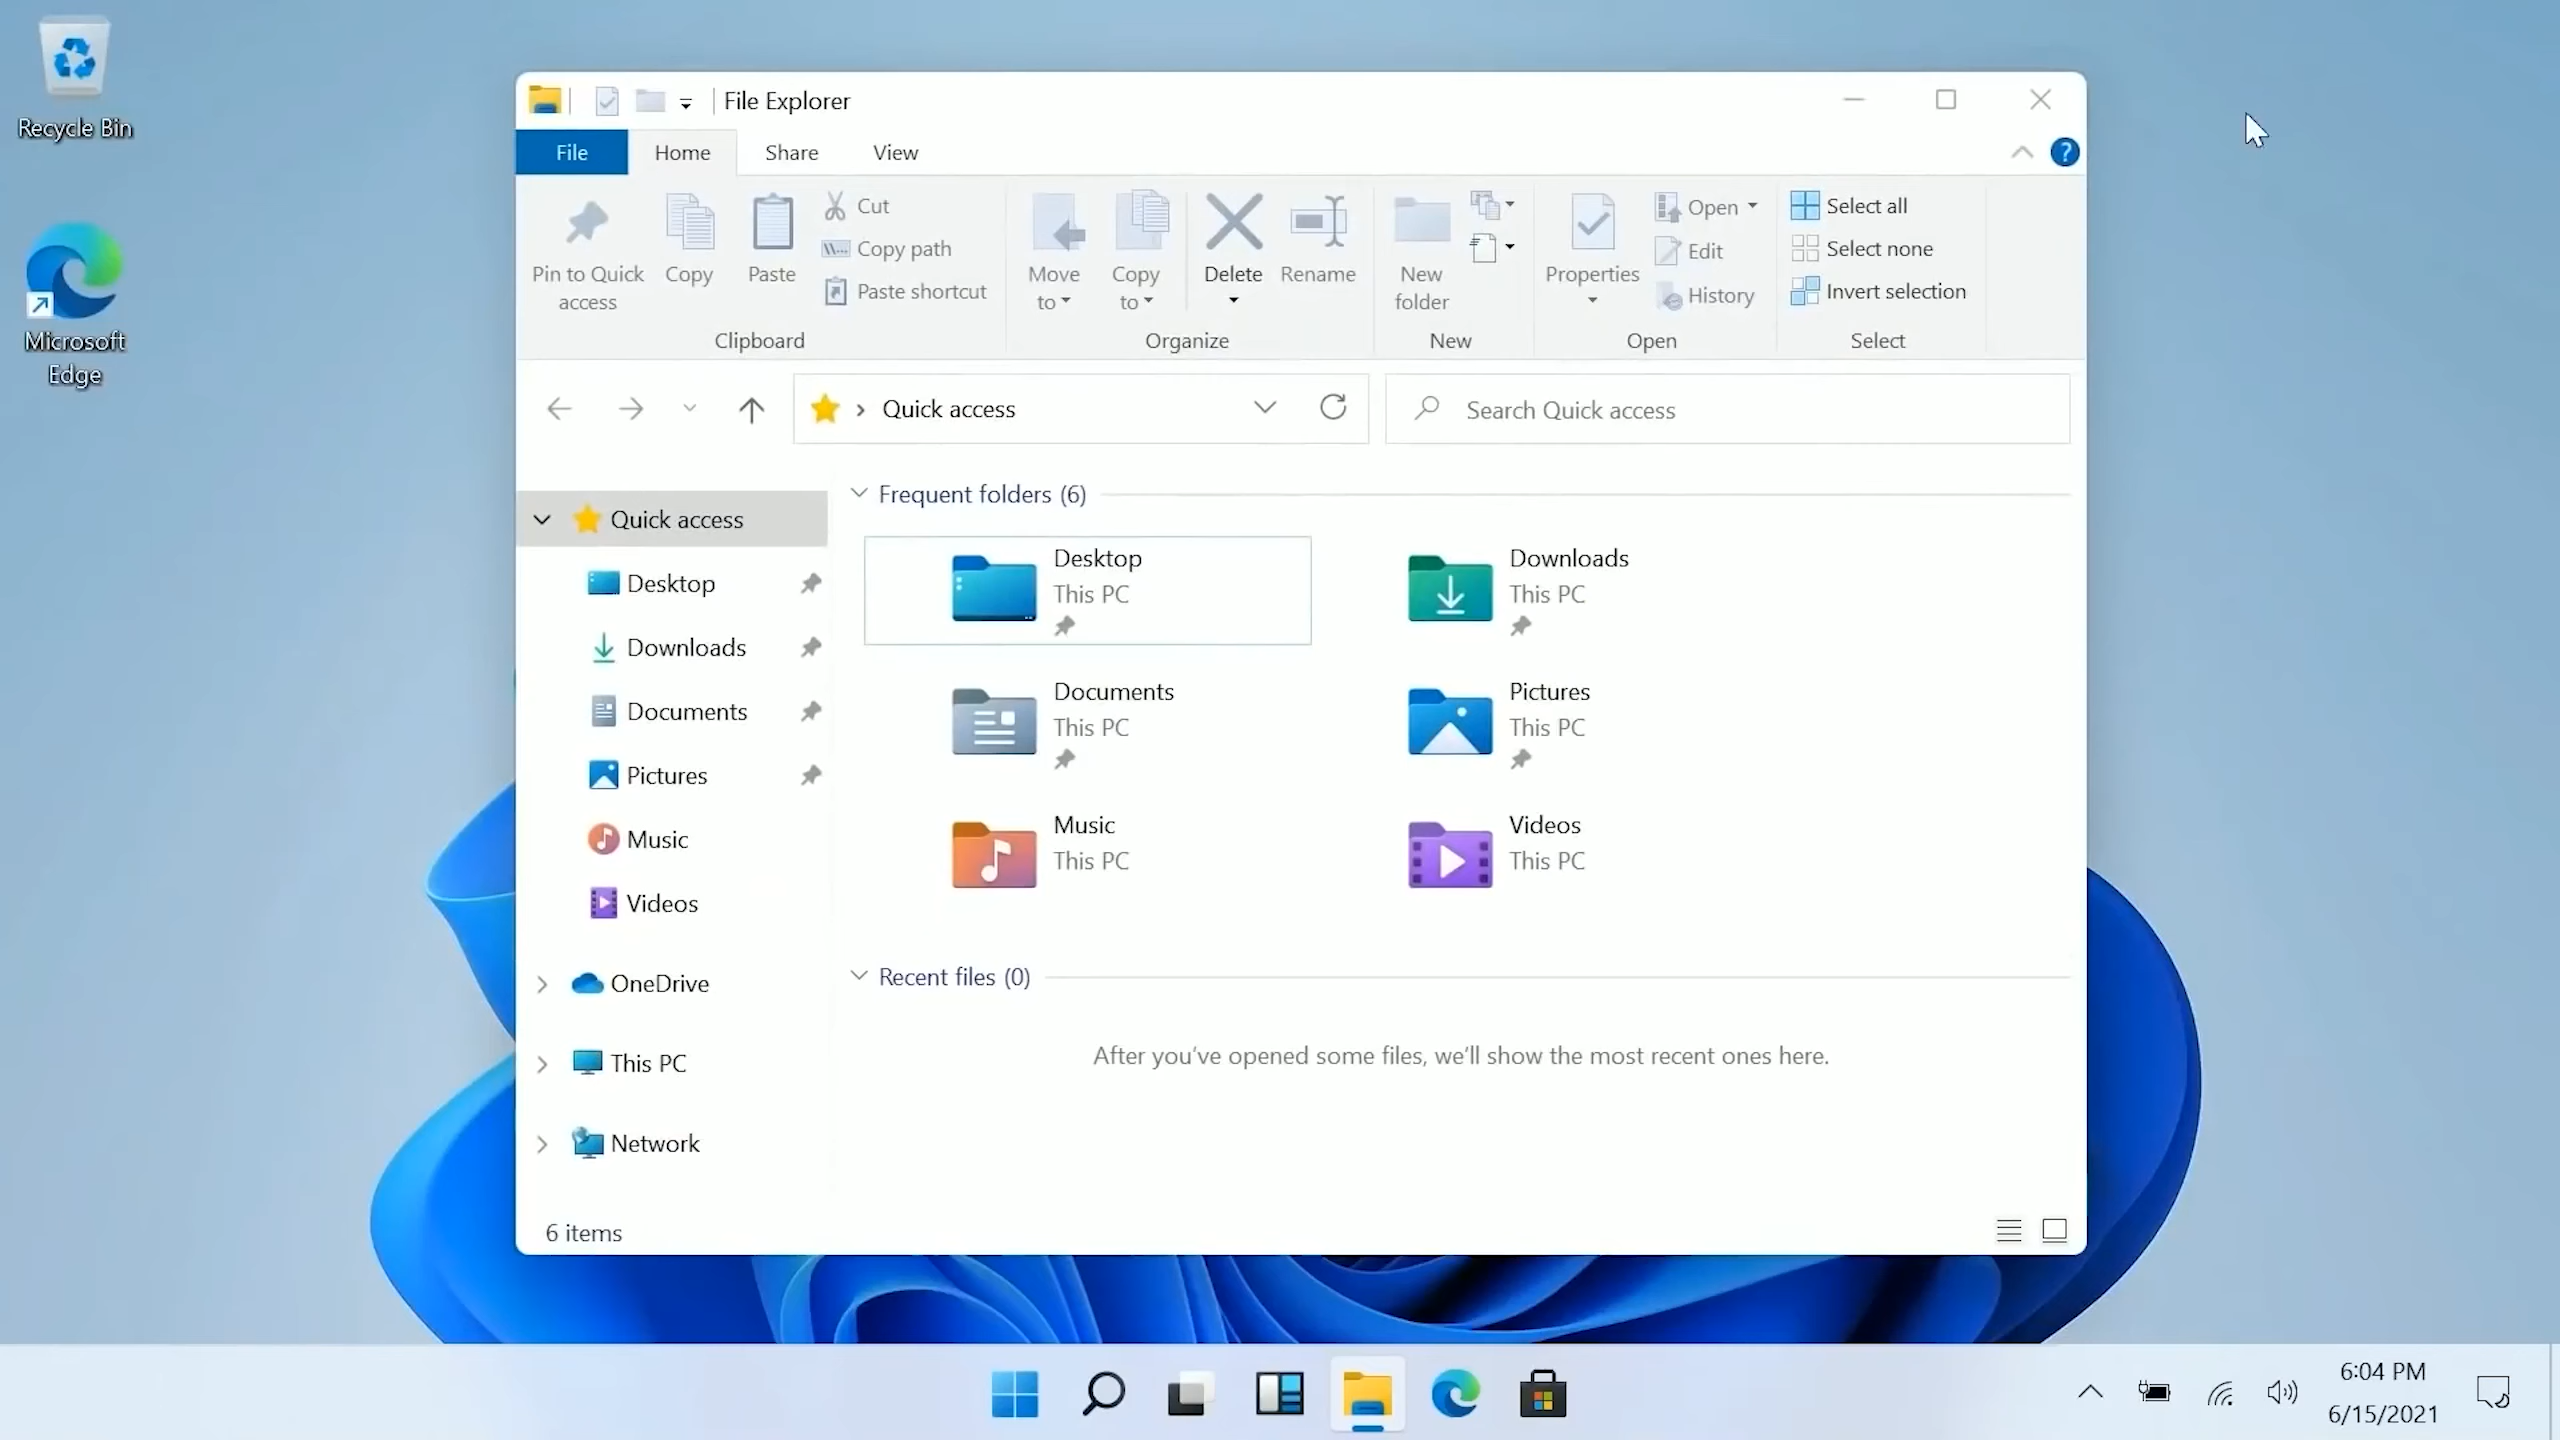 Recycle Bin
Microsoft
Edge
File Explorer
File
Home
Share
View
?
Pin to Quick
access
Copy
Paste
Cut
Copy path
Paste shortcut
Clipboard
Move
to
Copy
to
Delete
Rename
Organize
New
folder
New
Properties
Open
Edit
History
Open
Select all
Select none
Invert selection
Select
Quick access
Search Quick access
Quick access
Desktop
Downloads
Documents
Pictures
Music
Videos
OneDrive
This PC
Network
Frequent folders (6)
Desktop
This PC
Downloads
This PC
Documents
This PC
Pictures
This PC
Music
This PC
Videos
This PC
Recent files (0)
After you've opened some files, we'll show the most recent ones here.
6 items
6:04 PM
6/15/2021